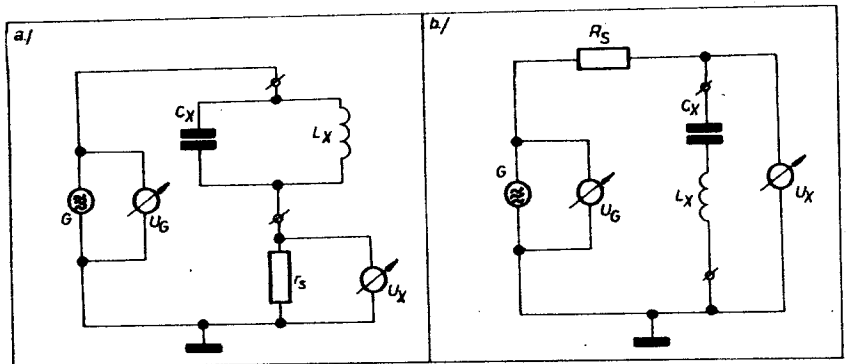 a./
C_X
L_X
G
U_G
r_s
U_X
b./
R_S
C_X
G
U_G
L_X
U_X